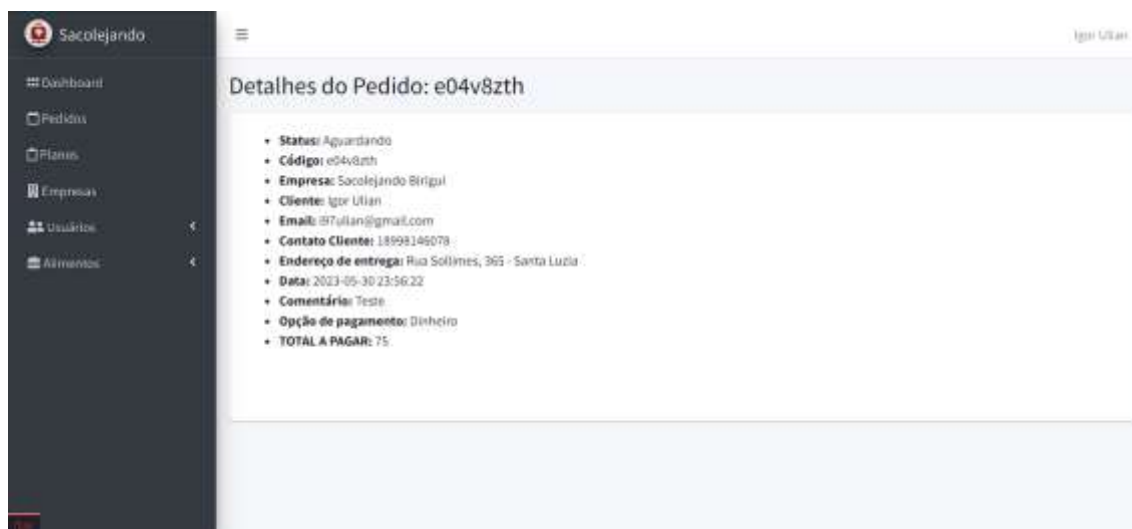 Sacolejando
Igor Ulian
Dashboard
Detalhes do Pedido: e04v8zth
Pedidos
Planos
Empresas
Usuários
Alimentos
Status: Aguardando
Código: e04v8zth
Empresa: Sacolejando Birigui
Cliente: Igor Ulian
Email: i97ulian@gmail.com
Contato Cliente: 18998146078
Endereço de entrega: Rua Solimes, 365 - Santa Luzia
Data: 2023-05-30 23:56:22
Comentário: Teste
Opção de pagamento: Dinheiro
TOTAL A PAGAR: 75